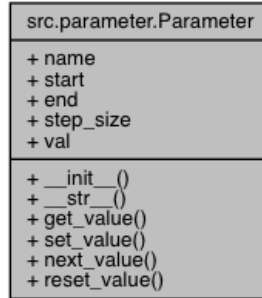 src.parameter.Parameter
+ name
+ start
+ end
+ step_size
+ val
+ __init__()
+ __str__()
+ get_value()
+ set_value()
+ next_value()
+ reset_value()